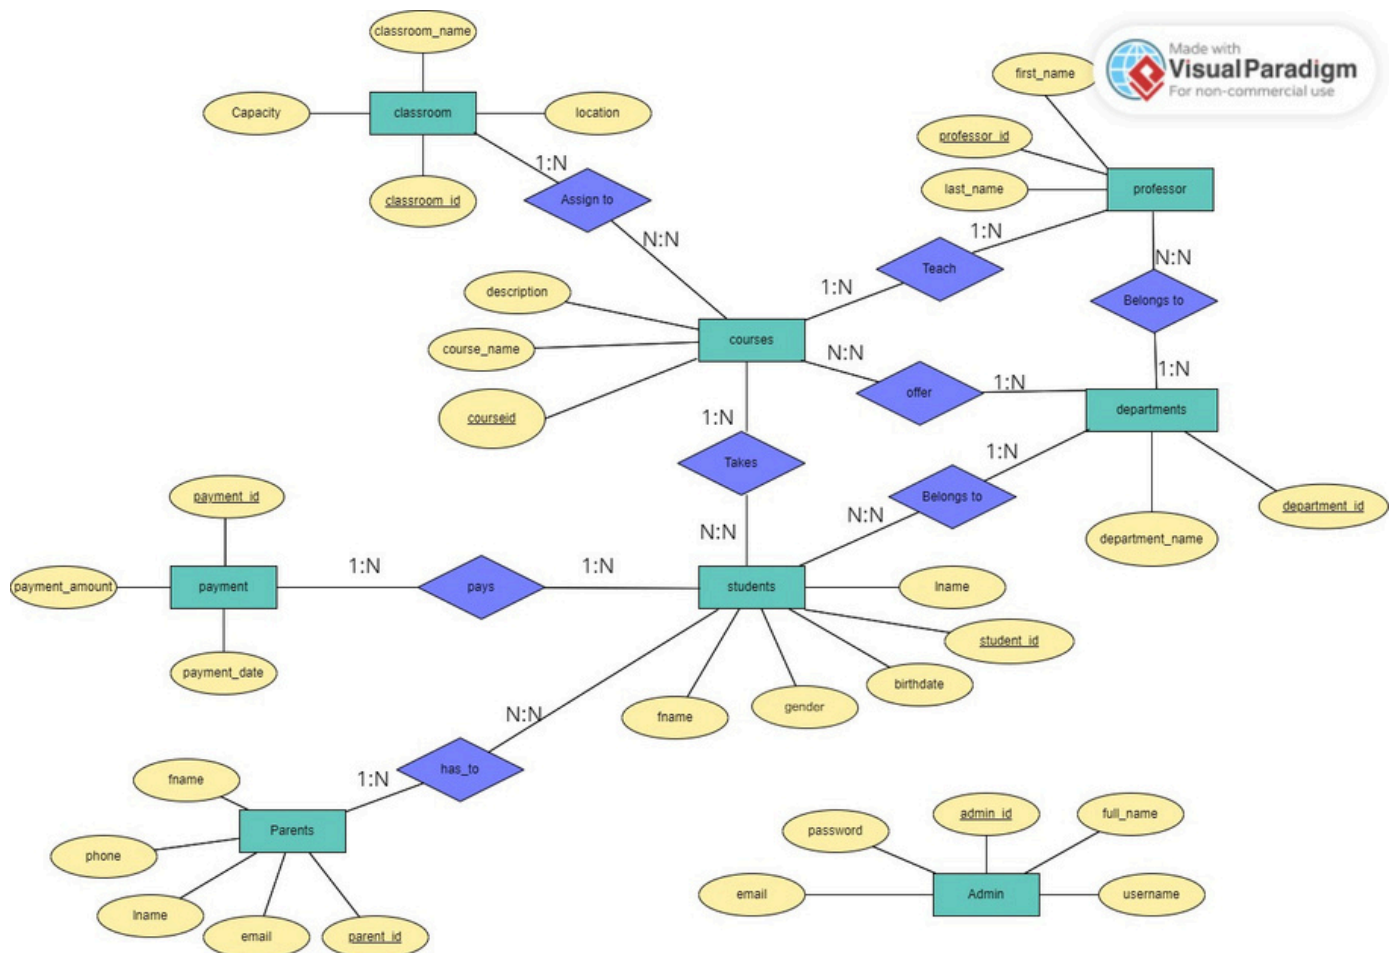 classroom_name
Made with
Visual Paradigm
For non-commercial use
first_name
Capacity
classroom
location
professor_id
1:N
last_name
professor
classroom_id
Assign to
1:N
N:N
Teach
N:N
1:N
description
Belongs to
courses
course_name
N:N
1:N
1:N
offer
departments
courseid
1:N
1:N
Takes
payment_id
Belongs to
department_id
N:N
N:N
department_name
1:N
1:N
payment_amount
payment
pays
students
lname
student_id
payment_date
birthdate
fname
gender
N:N
has_to
1:N
fname
admin_id
full_name
Parents
password
phone
email
Admin
username
lname
email
parent_id